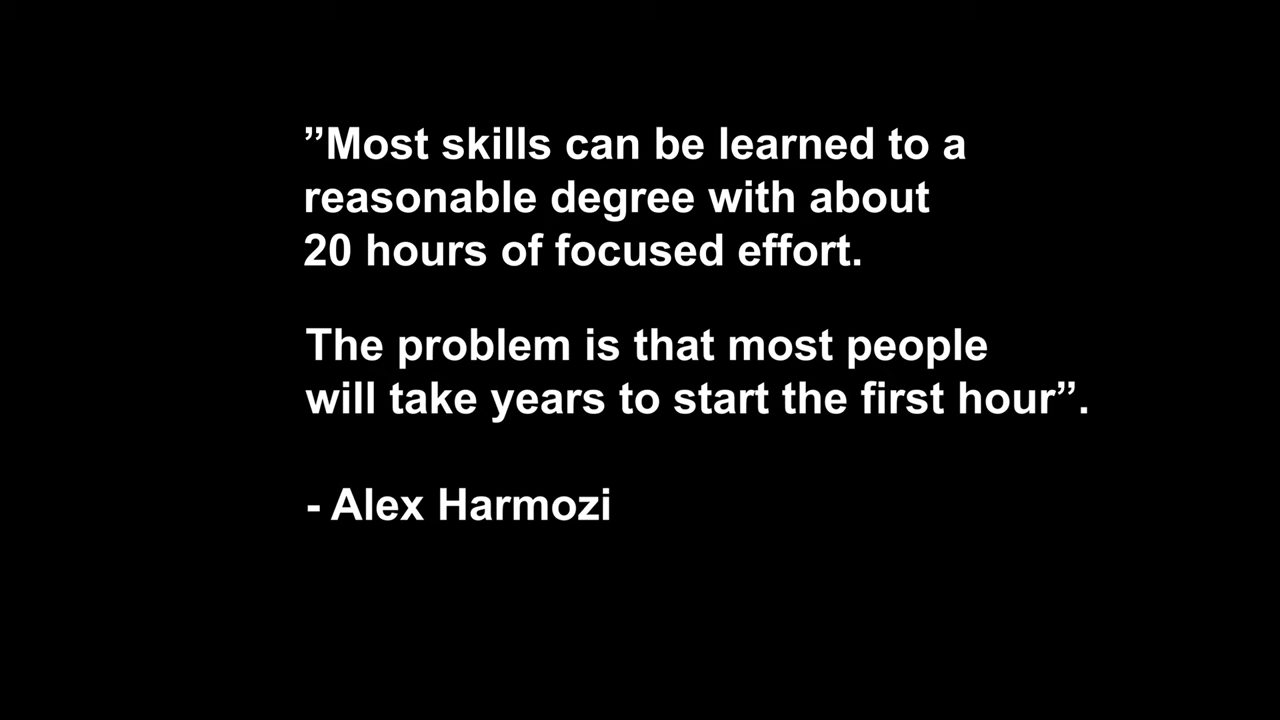 ”Most skills can be learned to a
reasonable degree with about
20 hours of focused effort.
The problem is that most people
will take years to start the first hour”.
- Alex Harmozi